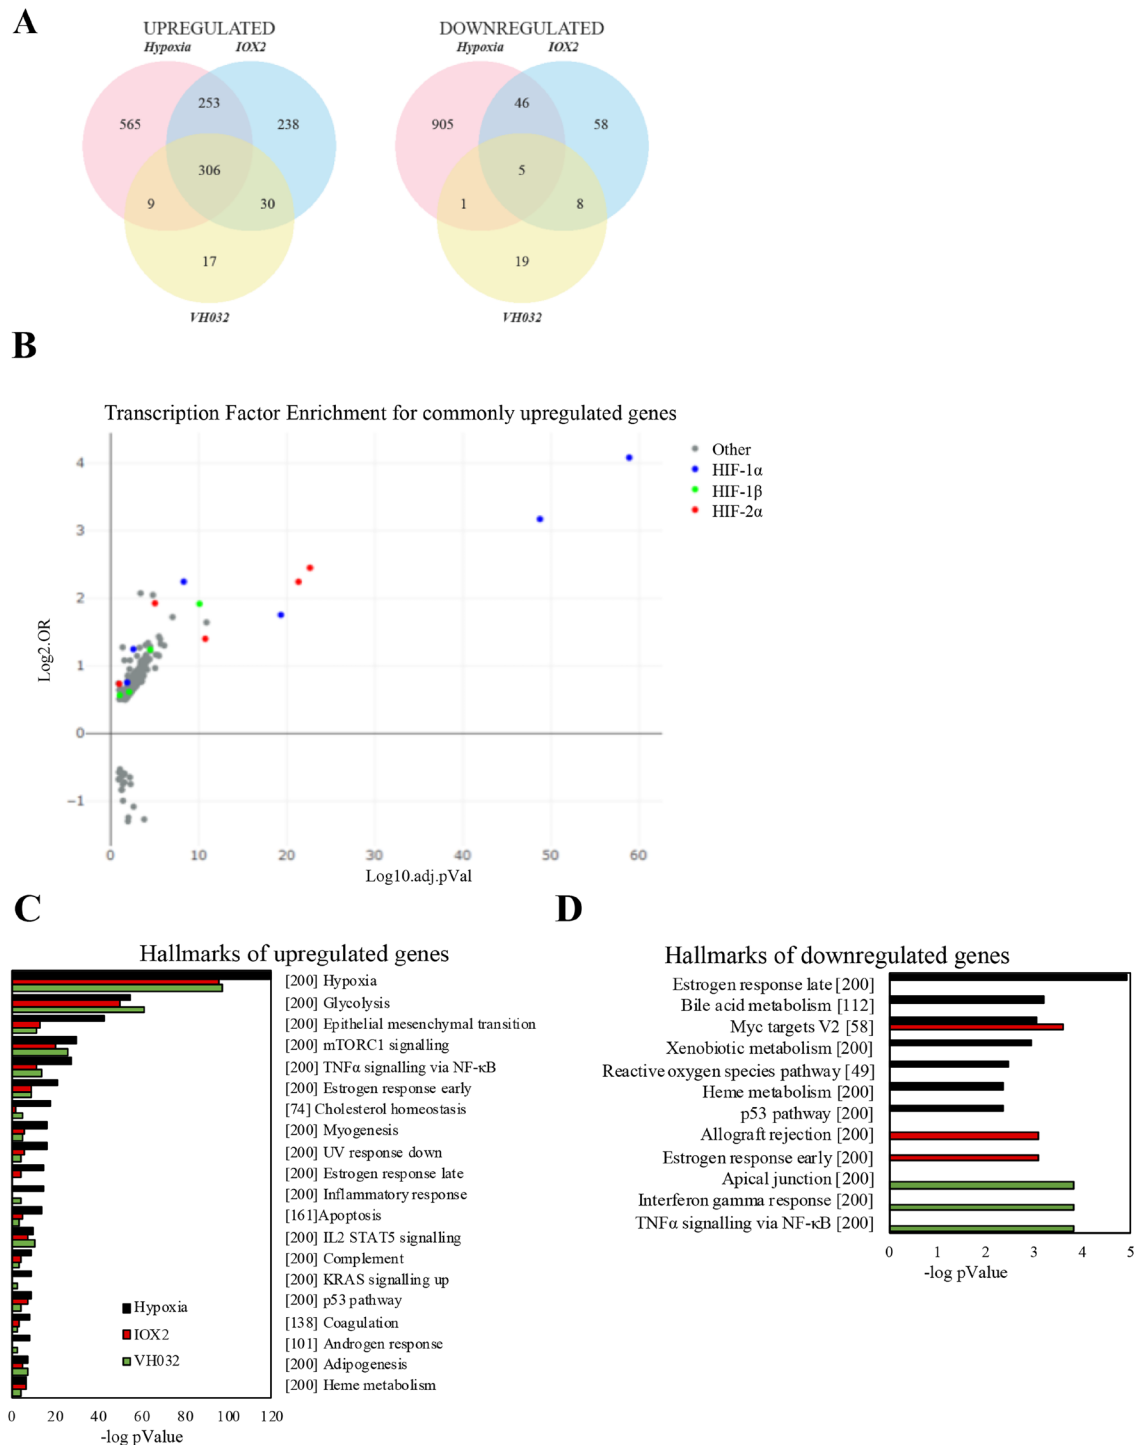 A
UPREGULATED
Hypoxia IOX2
565
253
238
306
9
30
17
VH032
DOWNREGULATED
Hypoxia IOX2
905
46
58
5
1
8
19
VH032
B
Transcription Factor Enrichment for commonly upregulated genes
Log2.OR
4
3
2
1
0
−1
0 10 20 30 40 50 60
Log10.adj.pVal
Other
HIF-1α
HIF-1β
HIF-2α
C
Hallmarks of upregulated genes
[200] Hypoxia
[200] Glycolysis
[200] Epithelial mesenchymal transition
[200] mTORC1 signalling
[200] TNFα signalling via NF-κB
[200] Estrogen response early
[74] Cholesterol homeostasis
[200] Myogenesis
[200] UV response down
[200] Estrogen response late
[200] Inflammatory response
[161]Apoptosis
[200] IL2 STAT5 signalling
[200] Complement
[200] KRAS signalling up
[200] p53 pathway
[138] Coagulation
[101] Androgen response
[200] Adipogenesis
[200] Heme metabolism
Hypoxia
IOX2
VH032
0 20 40 60 80 100 120
-log pValue
D
Hallmarks of downregulated genes
Estrogen response late [200]
Bile acid metabolism [112]
Myc targets V2 [58]
Xenobiotic metabolism [200]
Reactive oxygen species pathway [49]
Heme metabolism [200]
p53 pathway [200]
Allograft rejection [200]
Estrogen response early [200]
Apical junction [200]
Interferon gamma response [200]
TNFα signalling via NF-κB [200]
0 1 2 3 4 5
-log pValue